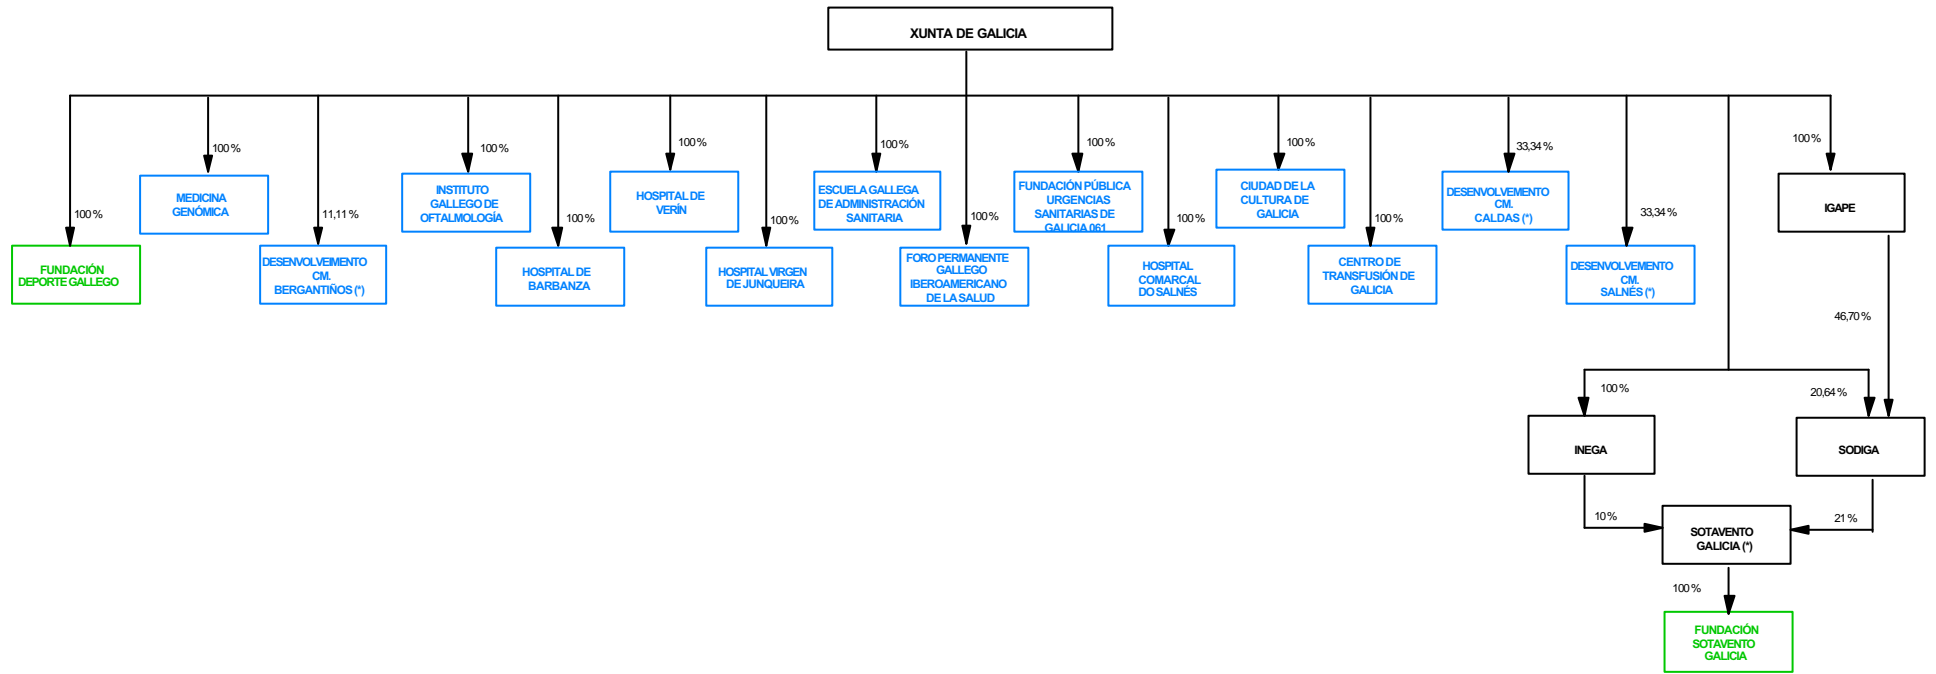 XUNTA DE GALICIA
100 %
FUNDACIÓN
DEPORTE GALLEGO
100 %
MEDICINA
GENÓMICA
11,11 %
DESENVOLVEIMENTO
CM.
BERGANTIÑOS (*)
100 %
INSTITUTO
GALLEGO DE
OFTALMOLOGÍA
100 %
HOSPITAL DE
BARBANZA
100 %
HOSPITAL DE
VERÍN
100 %
HOSPITAL VIRGEN
DE JUNQUEIRA
100 %
ESCUELA GALLEGA
DE ADMINISTRACIÓN
SANITARIA
100 %
FORO PERMANENTE
GALLEGO
IBEROAMERICANO
DE LA SALUD
100 %
FUNDACIÓN PÚBLICA
URGENCIAS
SANITARIAS DE
GALICIA 061
100 %
HOSPITAL
COMARCAL
DO SALNÉS
100 %
CIUDAD DE LA
CULTURA DE
GALICIA
100 %
CENTRO DE
TRANSFUSIÓN DE
GALICIA
33,34 %
DESENVOLVEMENTO
CM.
CALDAS (*)
33,34 %
DESENVOLVEMENTO
CM.
SALNÉS (*)
100 %
IGAPE
46,70 %
100 %
INEGA
20,64 %
SODIGA
10 %
21 %
SOTAVENTO
GALICIA (*)
100 %
FUNDACIÓN
SOTAVENTO
GALICIA